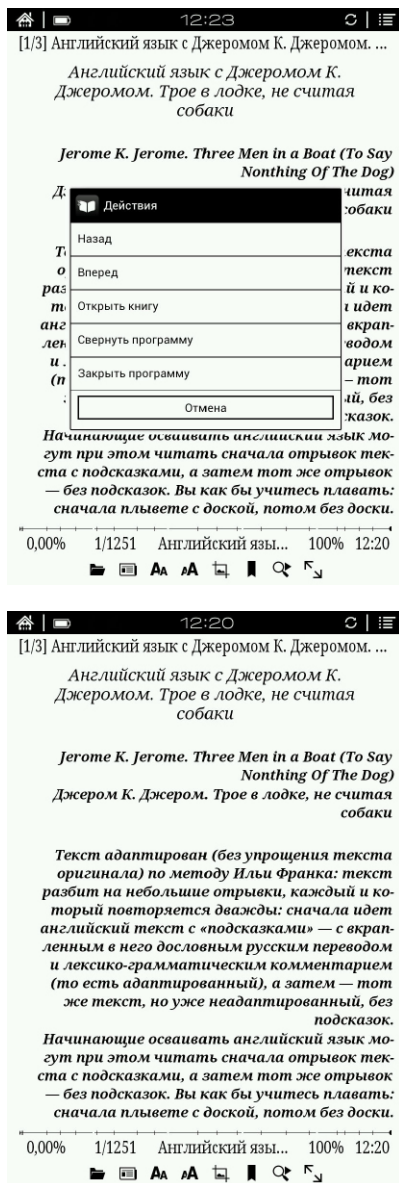 12:23
[1/3] Английский язык с Джеромом К. Джеромом. ...
Английский язык с Джеромом К.
Джеромом. Трое в лодке, не считая
собаки
Jerome K. Jerome. Three Men in a Boat (To Say
Nonthing Of The Dog)
Действия
Назад
Вперед
Открыть книгу
Свернуть программу
Закрыть программу
Отмена
Начинающие осваивать английский язык мо-
гут при этом читать сначала отрывок тек-
ста с подсказками, а затем тот же отрывок
— без подсказок. Вы как бы учитесь плавать:
сначала плывете с доской, потом без доски.
0,00% 1/1251 Английский язы... 100% 12:20
AA AA
12:20
[1/3] Английский язык с Джеромом К. Джеромом. ...
Английский язык с Джеромом К.
Джеромом. Трое в лодке, не считая
собаки
Jerome K. Jerome. Three Men in a Boat (To Say
Nonthing Of The Dog)
Джером К. Джером. Трое в лодке, не считая
собаки
Текст адаптирован (без упрощения текста
оригинала) по методу Ильи Франка: текст
разбит на небольшие отрывки, каждый и ко-
торый повторяется дважды: сначала идет
английский текст с «подсказками» — с вкрап-
ленным в него дословным русским переводом
и лексико-грамматическим комментарием
(то есть адаптированный), а затем — тот
же текст, но уже неадаптированный, без
подсказок.
Начинающие осваивать английский язык мо-
гут при этом читать сначала отрывок тек-
ста с подсказками, а затем тот же отрывок
— без подсказок. Вы как бы учитесь плавать:
сначала плывете с доской, потом без доски.
0,00% 1/1251 Английский язы... 100% 12:20
AA AA